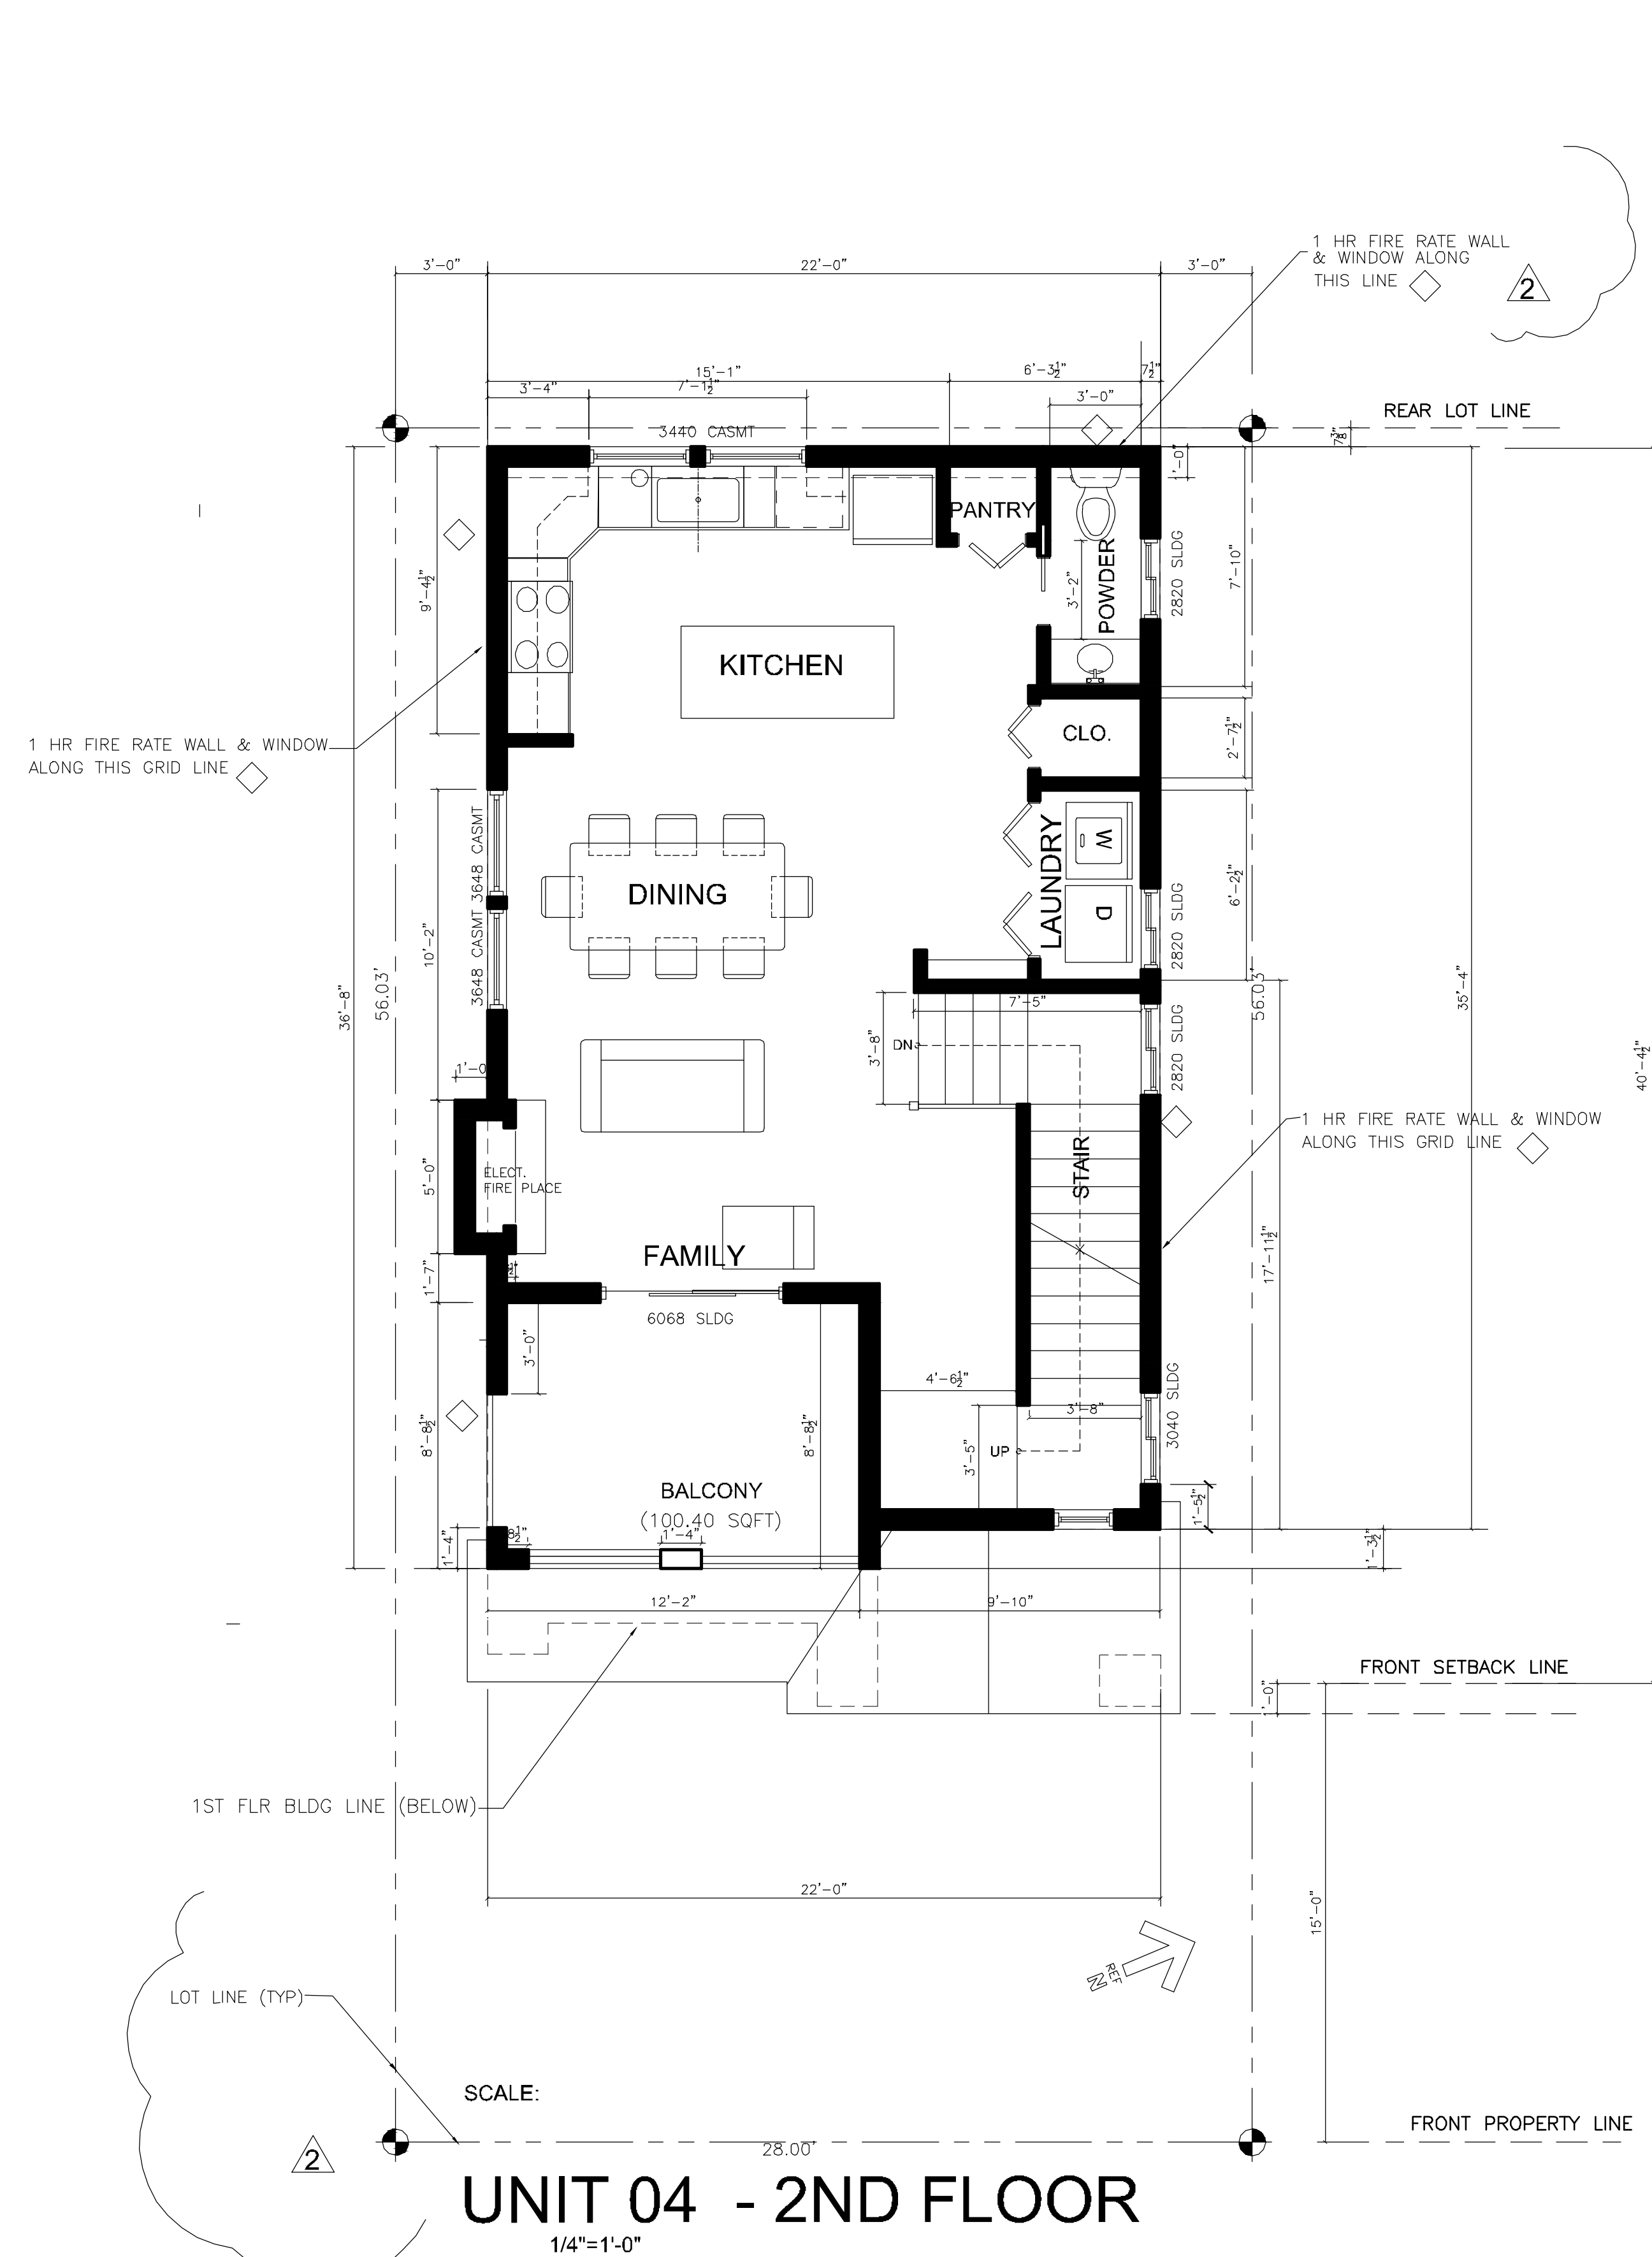 1 HR FIRE RATE WALL
& WINDOW ALONG
THIS LINE
2
3'-0"
22'-0"
3'-0"
15'-1"
6'-3½"
7½"
3'-4"
7'-1½"
3'-0"
REAR LOT LINE
3440 CASMT
1'-0"
PANTRY
POWDER
3'-2"
2820 SLDG
7'-10"
9'-4½"
KITCHEN
1 HR FIRE RATE WALL & WINDOW
ALONG THIS GRID LINE
CLO.
2'-7½"
3648 CASMT
3648 CASMT
DINING
LAUNDRY
W
D
2820 SLDG
6'-2½"
10'-2"
36'-8"
56.03'
56.03'
35'-4"
40'-4½"
7'-5"
3'-8"
DN
2820 SLDG
1'-0
1 HR FIRE RATE WALL & WINDOW
ALONG THIS GRID LINE
STAIR
5'-0"
ELECT.
FIRE PLACE
FAMILY
1'-7"
17'-11½"
6068 SLDG
3'-0"
4'-6½"
3'-8"
3040 SLDG
8'-8½"
8'-8½"
3'-5"
UP
BALCONY
(100.40 SQFT)
1'-4"
8½"
1'-4"
1'-5½"
1'-3½"
12'-2"
9'-10"
FRONT SETBACK LINE
1ST FLR BLDG LINE (BELOW)
22'-0"
15'-0"
REF
N
LOT LINE (TYP)
SCALE:
FRONT PROPERTY LINE
28.00'
2
UNIT 04 - 2ND FLOOR
1/4"=1'-0"